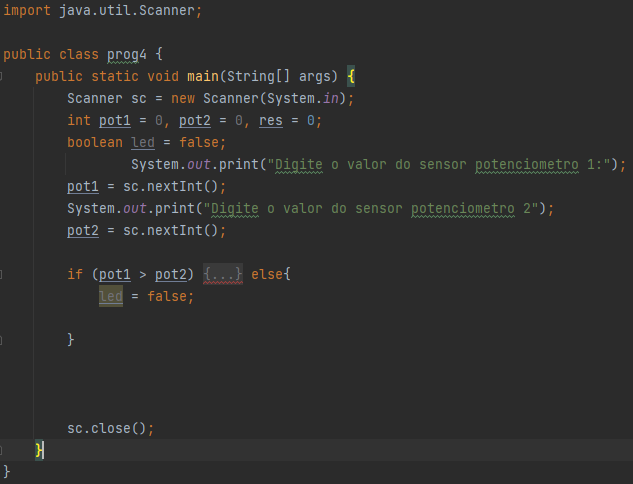 import java.util.Scanner;
public class prog4 {
public static void main(String[] args) {
Scanner sc = new Scanner(System.in);
int pot1 = 0, pot2 = 0, res = 0;
boolean led = false;
System.out.print("Digite o valor do sensor potenciometro 1:");
pot1 = sc.nextInt();
System.out.print("Digite o valor do sensor potenciometro 2");
pot2 = sc.nextInt();
if (pot1 > pot2) {...} else{
led = false;
}
sc.close();
}
}